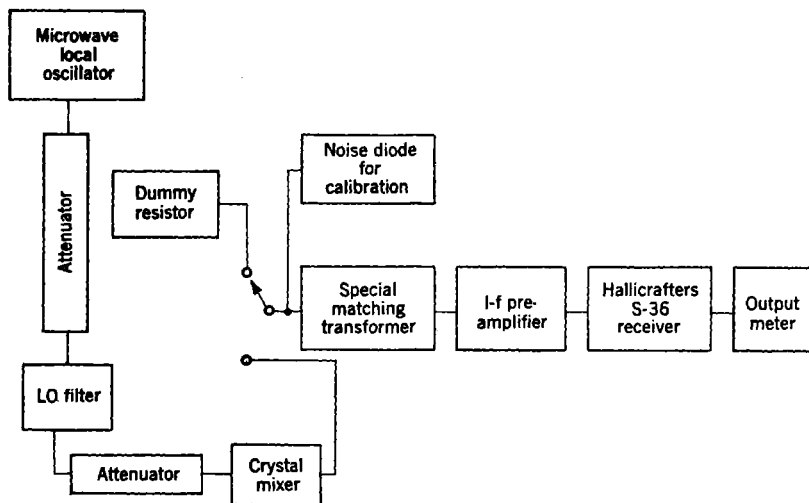 Microwave
local
oscillator
Attenuator
Dummy
resistor
Noise diode
for
calibration
Special
matching
transformer
I-f pre-
amplifier
Hallicrafters
S-36
receiver
Output
meter
L.O. filter
Attenuator
Crystal
mixer